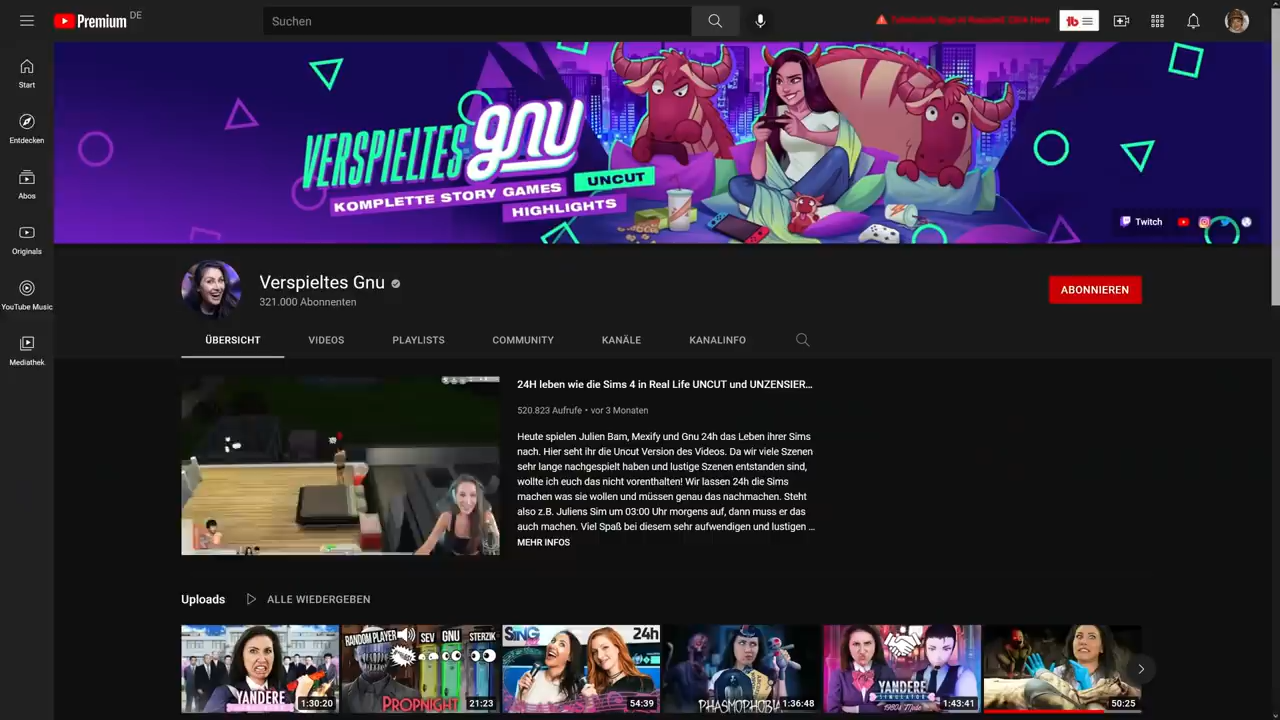 Premium DE
Suchen
tb
Start
Entdecken
Abos
Originals
YouTube Music
Mediathek
VERSPIELTES gnu
UNCUT
KOMPLETTE STORY GAMES
HIGHLIGHTS
Twitch
Verspieltes Gnu
321.000 Abonnenten
ABONNIEREN
ÜBERSICHT
VIDEOS
PLAYLISTS
COMMUNITY
KANÄLE
KANALINFO
24H leben wie die Sims 4 in Real Life UNCUT und UNZENSIER...
520.823 Aufrufe • vor 3 Monaten
Heute spielen Julien Bam, Mexify und Gnu 24h das Leben ihrer Sims
nach. Hier seht ihr die Uncut Version des Videos. Da wir viele Szenen
sehr lange nachgespielt haben und lustige Szenen entstanden sind,
wollte ich euch das nicht vorenthalten! Wir lassen 24h die Sims
machen was sie wollen und müssen genau das nachmachen. Steht
also z.B. Juliens Sim um 03:00 Uhr morgens auf, dann muss er das
auch machen. Viel Spaß bei diesem sehr aufwendigen und lustigen ...
MEHR INFOS
Uploads
ALLE WIEDERGEBEN
YANDERE
1:30:20
RANDOM PLAYER SEV GNU STERZIK
PROPNIGHT
21:23
SING
24h
54:39
PHASMOPHOBIA
1:36:48
YANDERE
SIMULATOR
1980s Mode
1:43:41
50:25